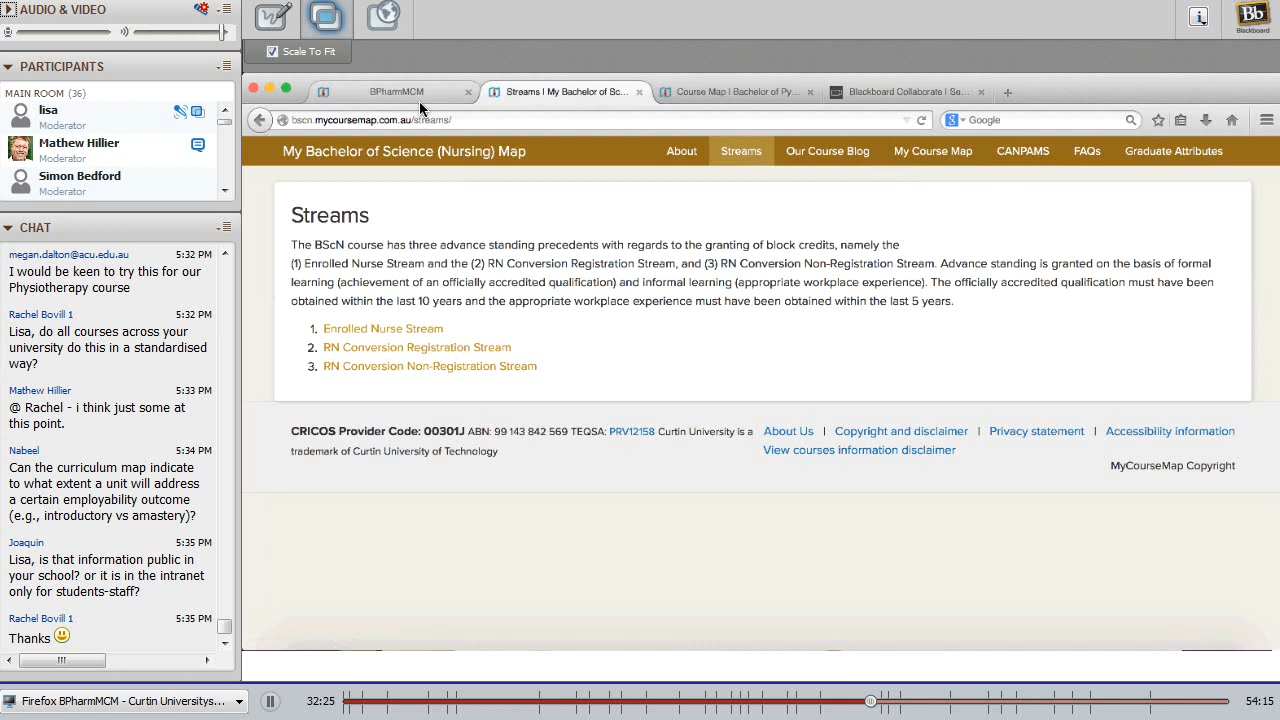 AUDIO & VIDEO
PARTICIPANTS
MAIN ROOM (36)
lisa
Moderator
Mathew Hillier
Moderator
Simon Bedford
Moderator
CHAT
megan.dalton@acu.edu.au 5:32 PM
I would be keen to try this for our
Physiotherapy course
Rachel Bovill 1 5:32 PM
Lisa, do all courses across your
university do this in a standardised
way?
Mathew Hillier 5:33 PM
@ Rachel - i think just some at
this point.
Nabeel 5:34 PM
Can the curriculum map indicate
to what extent a unit will address
a certain employability outcome
(e.g., introductory vs amastery)?
Joaquin 5:35 PM
Lisa, is that information public in
your school? or it is in the intranet
only for students-staff?
Rachel Bovill 1 5:35 PM
Thanks
Scale To Fit
Bb
Blackboard
BPharmMCM
Streams | My Bachelor of Sc...
Course Map | Bachelor of Py...
Blackboard Collaborate | Se...
bscn.mycoursemap.com.au/streams/
Google
My Bachelor of Science (Nursing) Map
About Streams Our Course Blog My Course Map CANPAMS FAQs Graduate Attributes
Streams
The BScN course has three advance standing precedents with regards to the granting of block credits, namely the
(1) Enrolled Nurse Stream and the (2) RN Conversion Registration Stream, and (3) RN Conversion Non-Registration Stream. Advance standing is granted on the basis of formal
learning (achievement of an officially accredited qualification) and informal learning (appropriate workplace experience). The officially accredited qualification must have been
obtained within the last 10 years and the appropriate workplace experience must have been obtained within the last 5 years.
1. Enrolled Nurse Stream
2. RN Conversion Registration Stream
3. RN Conversion Non-Registration Stream
CRICOS Provider Code: 00301J ABN: 99 143 842 569 TEQSA: PRV12158 Curtin University is a
trademark of Curtin University of Technology
About Us | Copyright and disclaimer | Privacy statement | Accessibility information
View courses information disclaimer
MyCourseMap Copyright
Firefox BPharmMCM - Curtin Universitys...
32:25
54:15